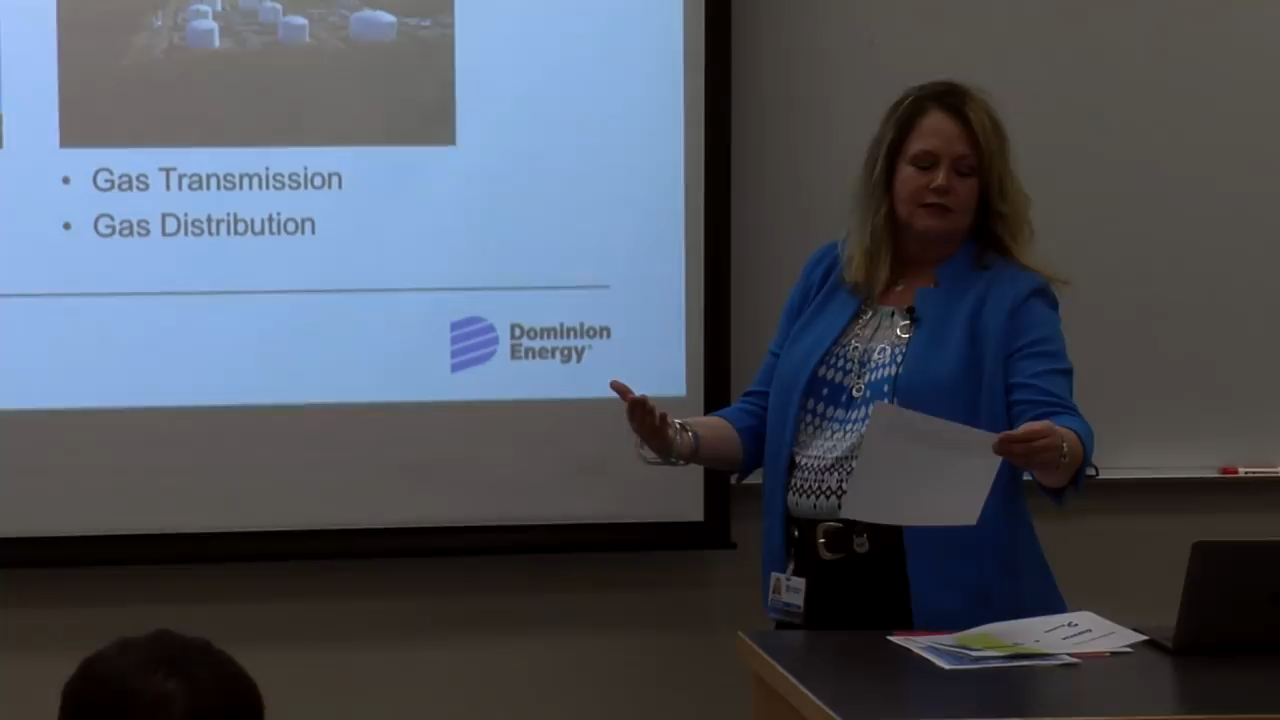 • Gas Transmission
• Gas Distribution
Dominion
Energy®